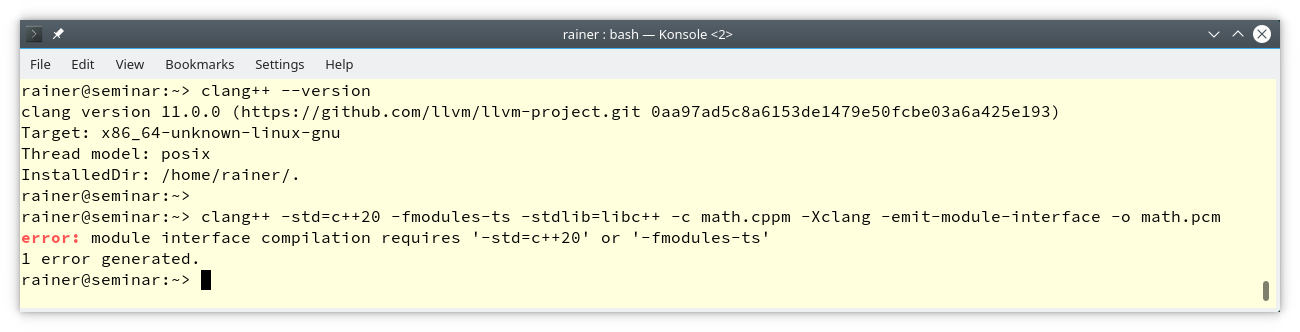 rainer : bash — Konsole <2>
File Edit View Bookmarks Settings Help
rainer@seminar:~> clang++ --version
clang version 11.0.0 (https://github.com/llvm/llvm-project.git 0aa97ad5c8a6153de1479e50fcbe03a6a425e193)
Target: x86_64-unknown-linux-gnu
Thread model: posix
InstalledDir: /home/rainer/.
rainer@seminar:~>
rainer@seminar:~> clang++ -std=c++20 -fmodules-ts -stdlib=libc++ -c math.cppm -Xclang -emit-module-interface -o math.pcm
error: module interface compilation requires '-std=c++20' or '-fmodules-ts'
1 error generated.
rainer@seminar:~>